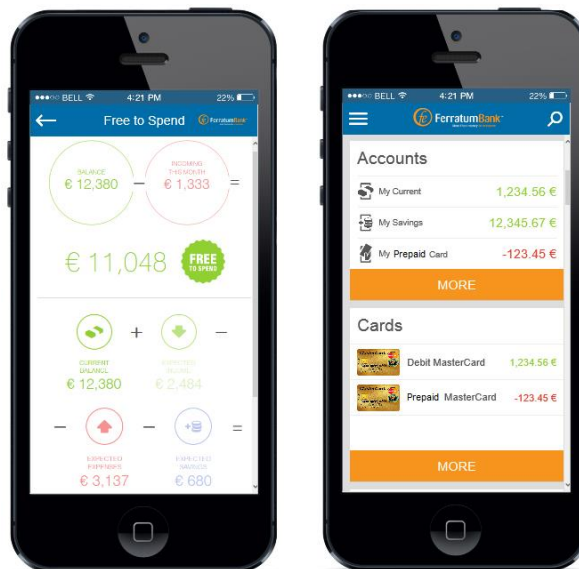 BELL 4:21 PM 22%
Free to Spend FerratumBank
BALANCE
€ 12,380
–
INCOMING
THIS MONTH
€ 1,333
=
€ 11,048
FREE
TO SPEND
+
–
CURRENT
BALANCE
€ 12,380
EXPECTED
€ 2,484
–
–
=
EXPECTED
EXPENSES
€ 3,137
EXPECTED
SAVINGS
€ 680
BELL 4:21 PM 22%
FerratumBank
Accounts
My Current 1,234.56 €
My Savings 12,345.67 €
My Prepaid Card -123.45 €
MORE
Cards
Debit MasterCard 1,234.56 €
Prepaid MasterCard -123.45 €
MORE